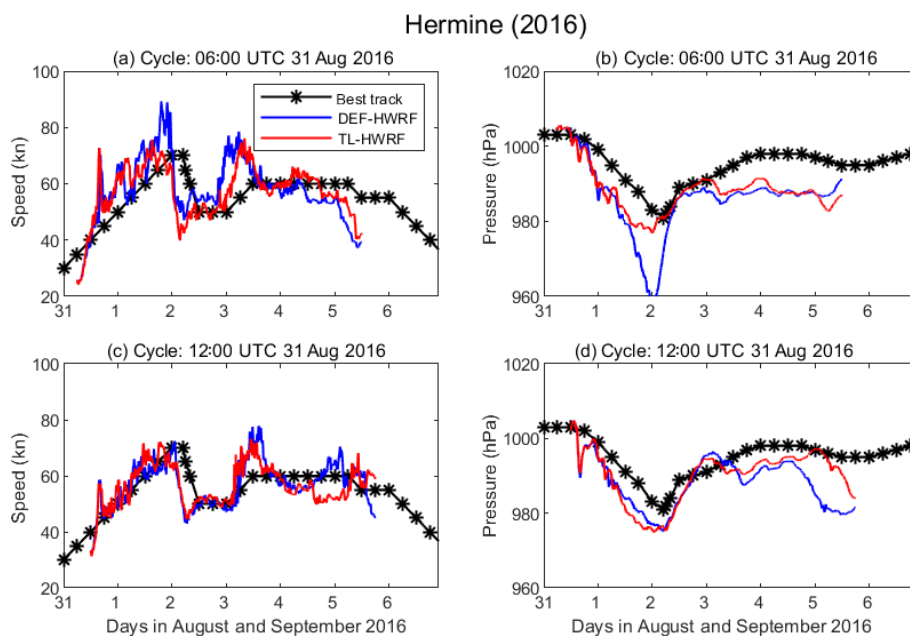 Hermine (2016)
(a) Cycle: 06:00 UTC 31 Aug 2016
100
80
60
40
20
Speed (kn)
31 1 2 3 4 5 6
Best track
DEF-HWRF
TL-HWRF
(b) Cycle: 06:00 UTC 31 Aug 2016
1020
1000
980
960
Pressure (hPa)
31 1 2 3 4 5 6
(c) Cycle: 12:00 UTC 31 Aug 2016
100
80
60
40
20
Speed (kn)
31 1 2 3 4 5 6
Days in August and September 2016
(d) Cycle: 12:00 UTC 31 Aug 2016
1020
1000
980
960
Pressure (hPa)
31 1 2 3 4 5 6
Days in August and September 2016